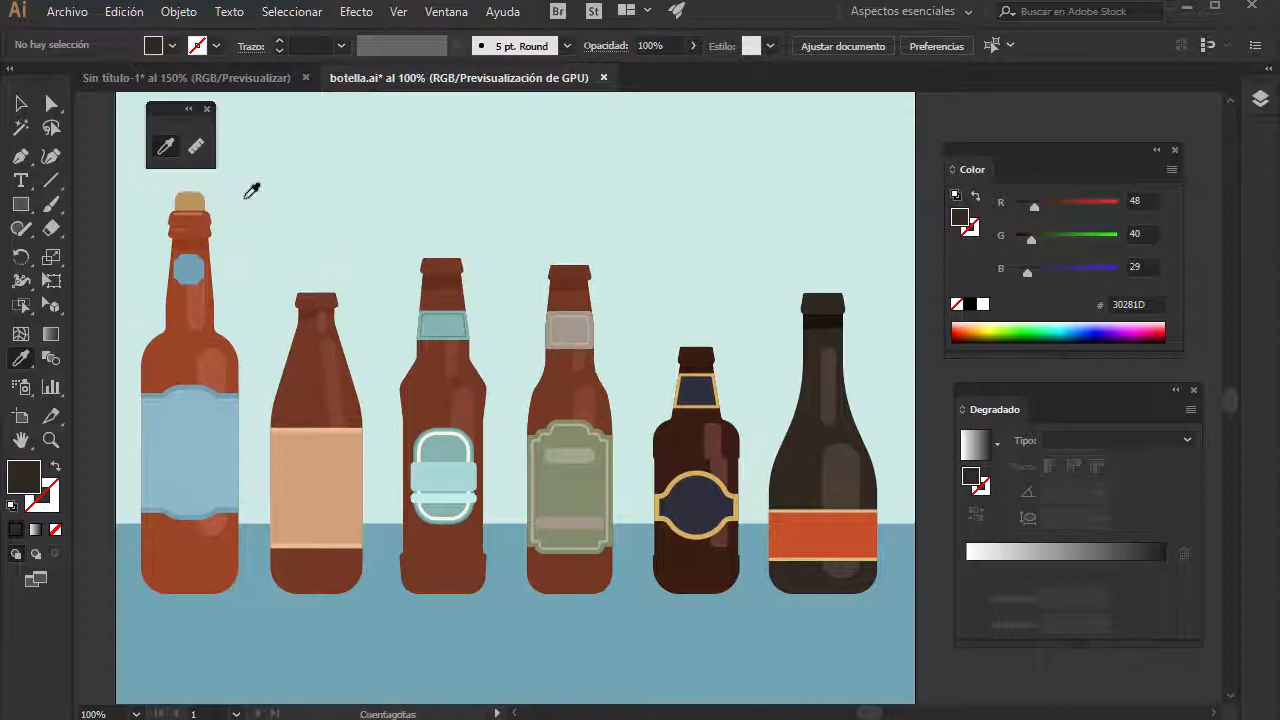 Ai Archivo Edición Objeto Texto Seleccionar Efecto Ver Ventana Ayuda Br St Aspectos esenciales Buscar en Adobe Stock
No hay selección Trazo: 5 pt. Round Opacidad: 100% Estilo: Ajustar documento Preferencias
Sin título-1* al 150% (RGB/Previsualizar) × botella.ai* al 100% (RGB/Previsualización de GPU) ×
Color
R 48
G 40
B 29
# 30281D
Degradado
Tipo:
100% 1 Cuentagotas